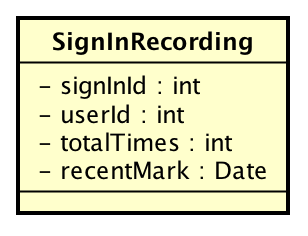 SignInRecording
- signInId : int
- userId : int
- totalTimes : int
- recentMark : Date